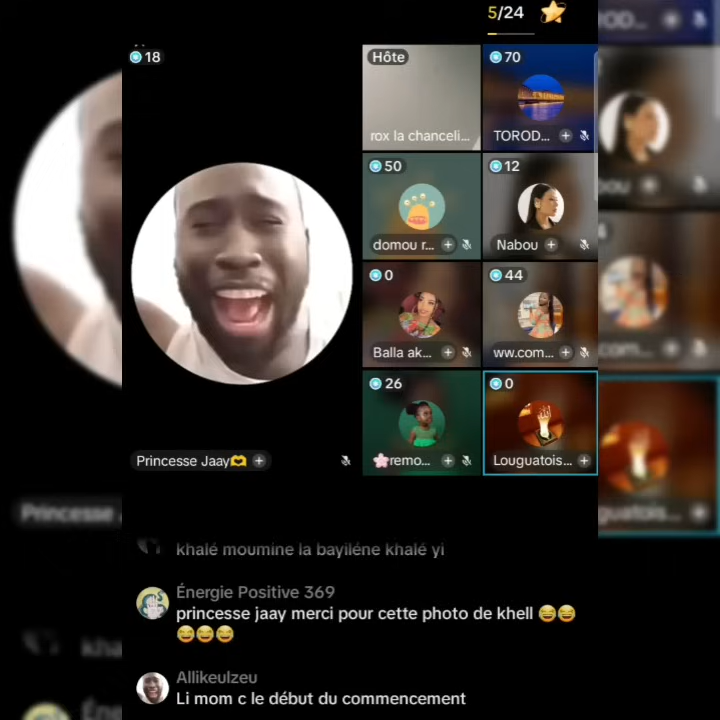 5/24
18
Hôte
rox la chanceli...
70
TOROD...
50
domou r...
12
Nabou
0
Balla ak...
44
ww.com...
26
remo...
0
Louguatois...
Princesse Jaay
khalé moumine la bayiléne khalé yi
Énergie Positive 369
princesse jaay merci pour cette photo de khell 😂😂
😂😂😂
Allikeulzeu
Li mom c le début du commencement